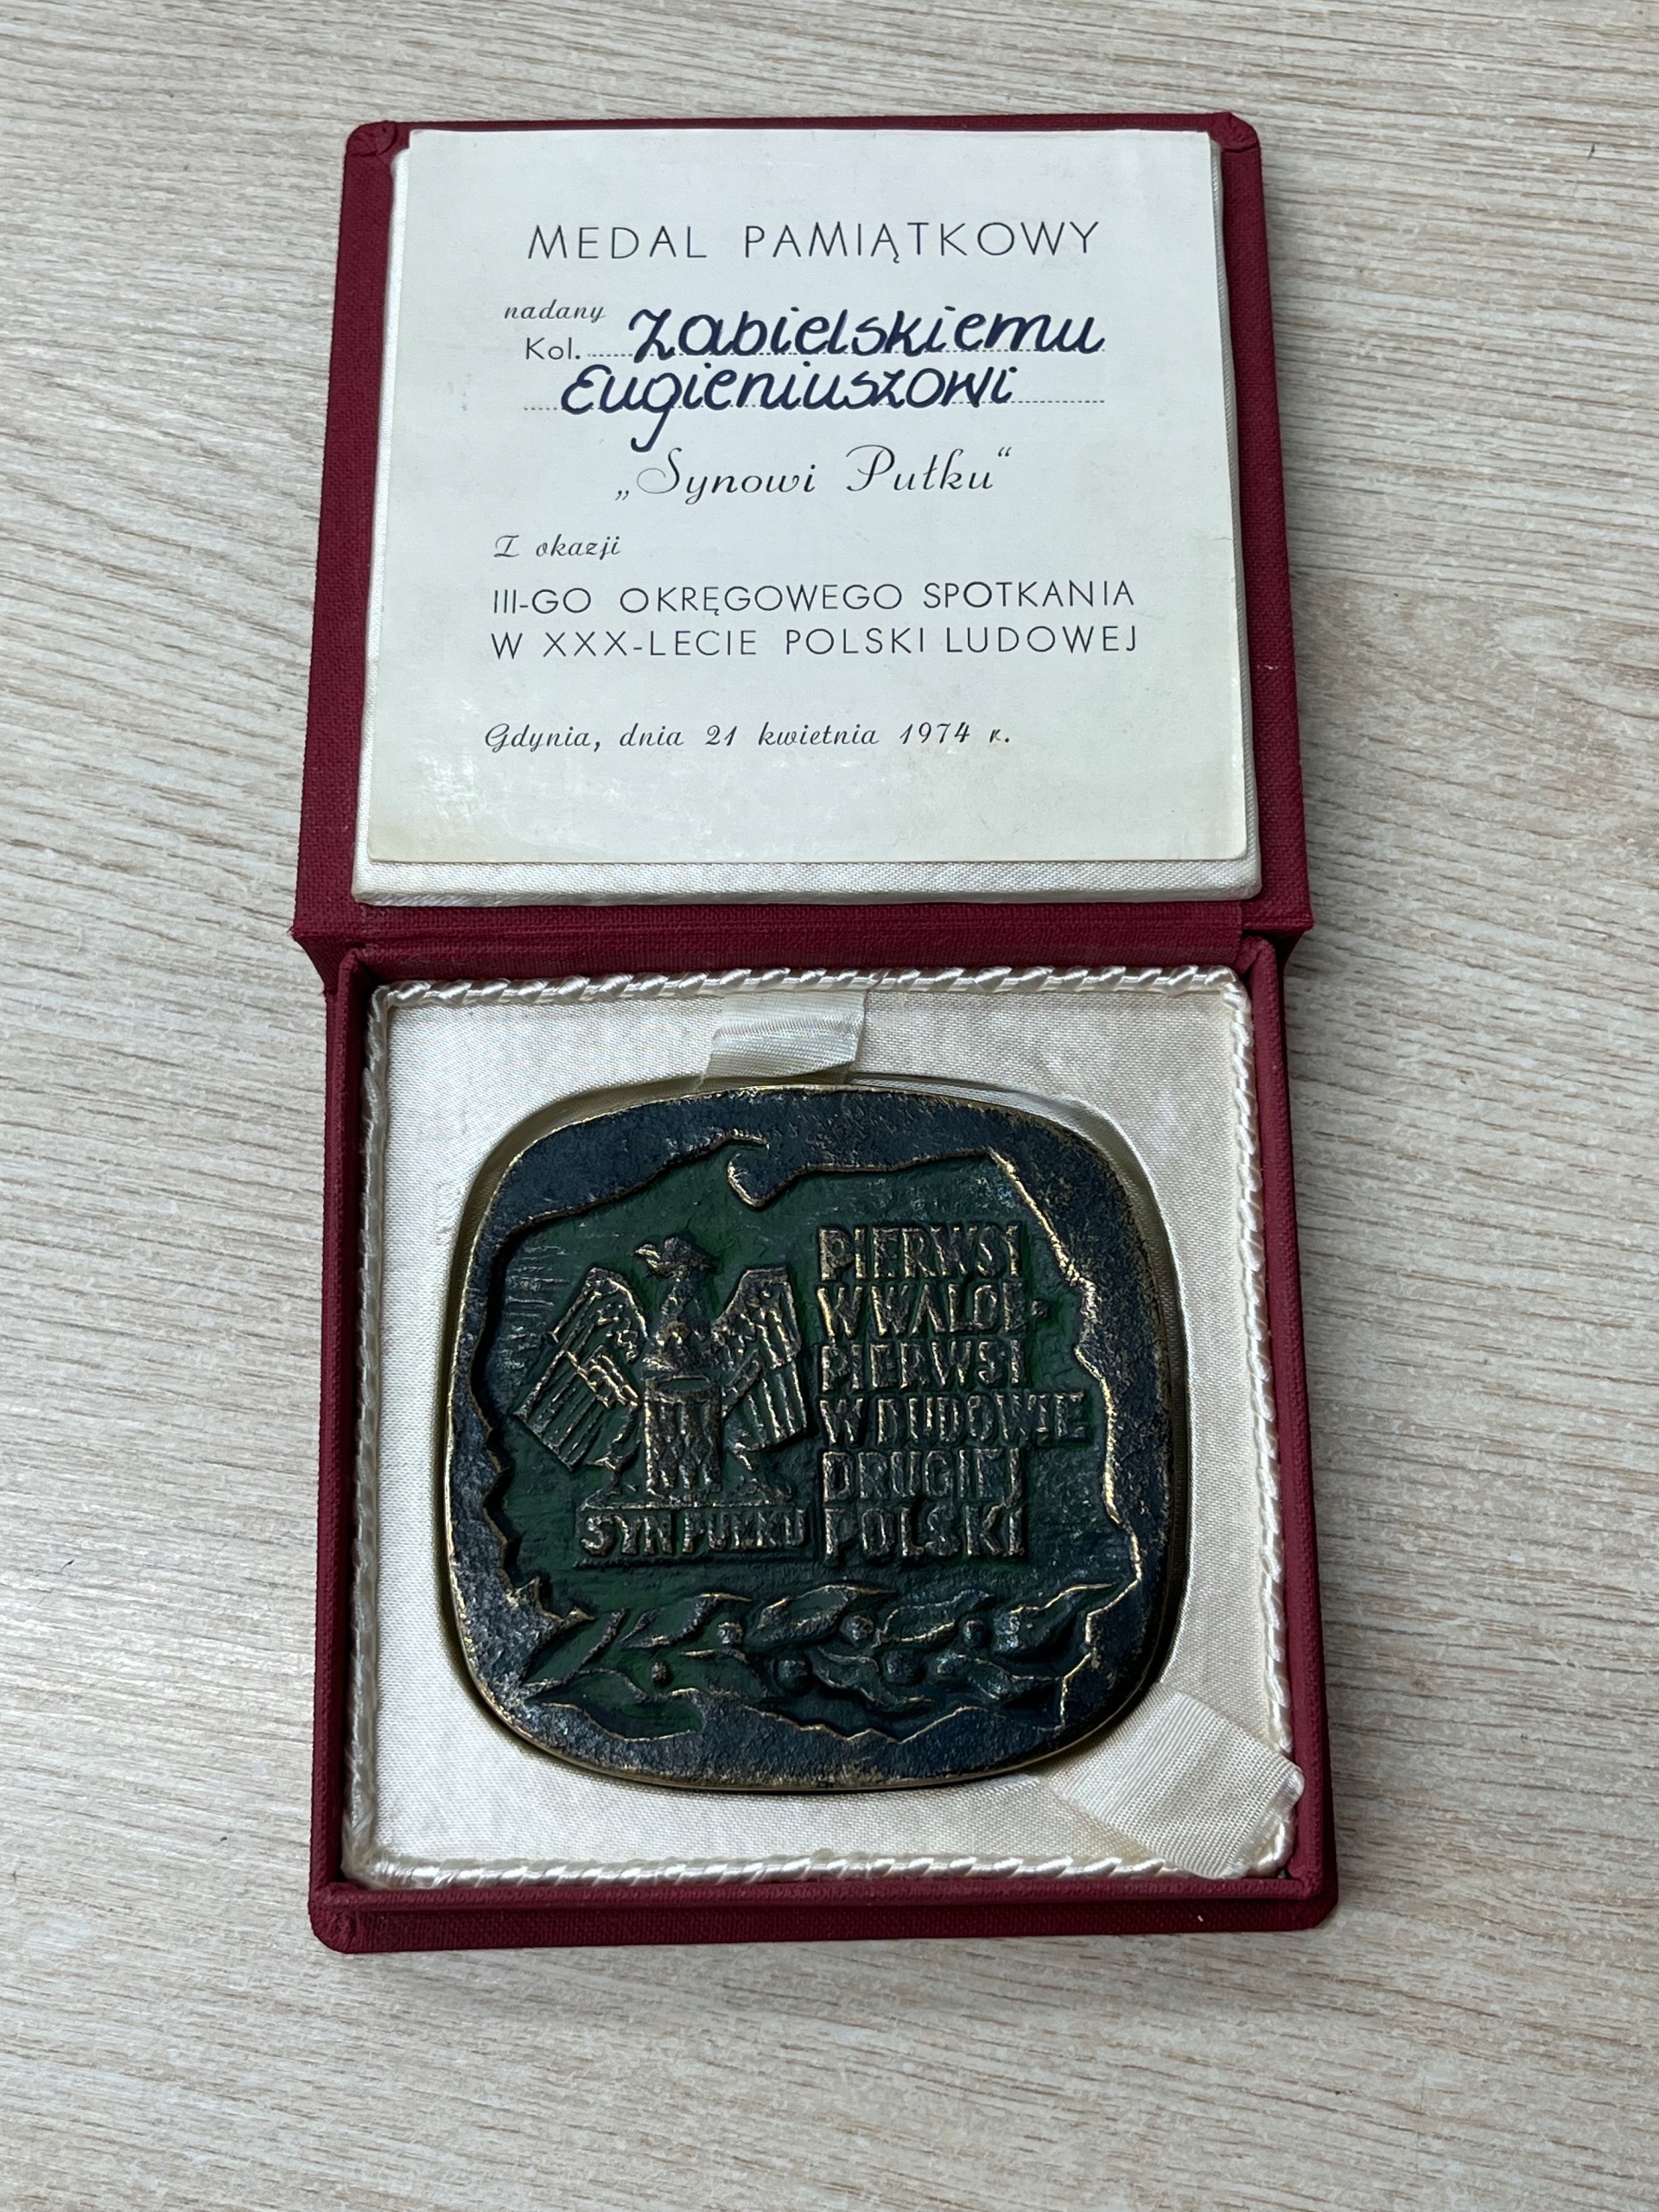 MEDAL PAMIĄTKOWY
nadany
Kol. Zabielskiemu
Eugieniuszowi
„Synowi Pułku“
Z okazji
III-GO OKRĘGOWEGO SPOTKANIA
W XXX-LECIE POLSKI LUDOWEJ
Gdynia, dnia 21 kwietnia 1974 r.
PIERWSI
W WALCE-
PIERWSI
W BUDOWIE
DRUGIEJ
POLSKI
SYN PUŁKU